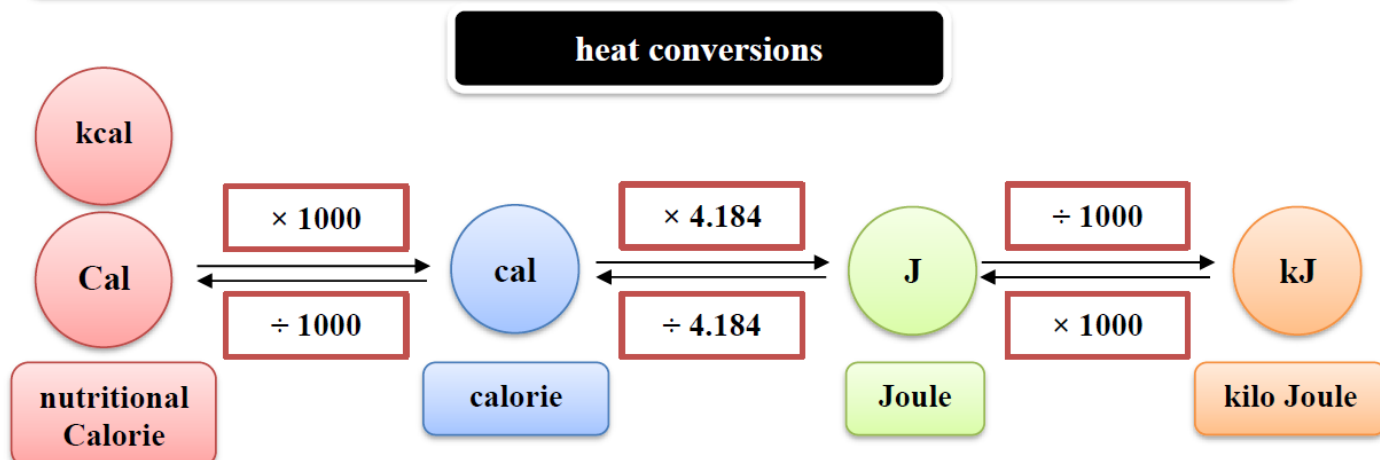 heat conversions
kcal
Cal
× 1000
÷ 1000
cal
× 4.184
÷ 4.184
J
÷ 1000
× 1000
kJ
nutritional
Calorie
calorie
Joule
kilo Joule